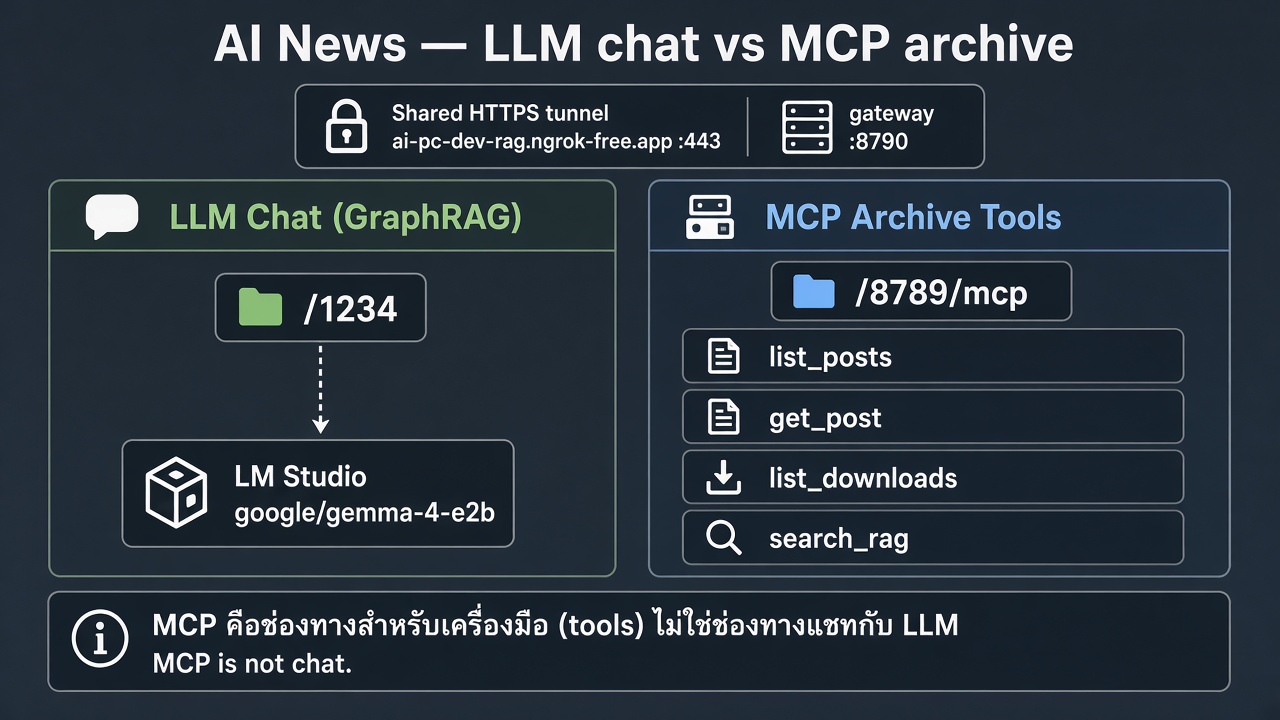 AI News — LLM chat vs MCP archive
Shared HTTPS tunnel
ai-pc-dev-rag.ngrok-free.app :443
gateway
:8790
LLM Chat (GraphRAG)
/1234
LM Studio
google/gemma-4-e2b
MCP Archive Tools
/8789/mcp
list_posts
get_post
list_downloads
search_rag
MCP คือช่องทางสำหรับเครื่องมือ (tools) ไม่ใช่ช่องทางแชทกับ LLM
MCP is not chat.